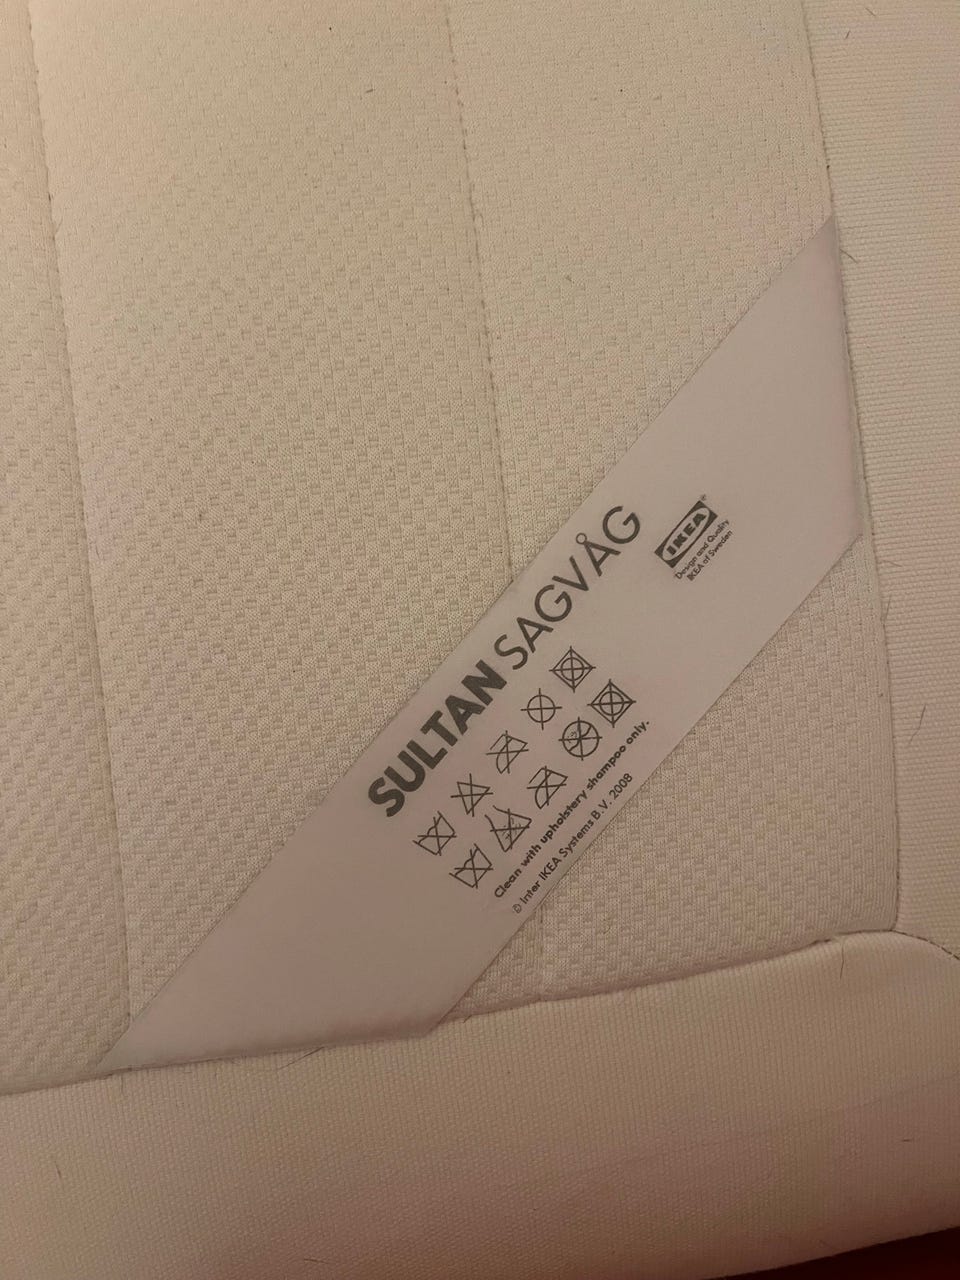 SULTAN SAGVÅG
IKEA®
Design and Quality
IKEA of Sweden
Clean with upholstery shampoo only.
© Inter IKEA Systems B.V. 2008